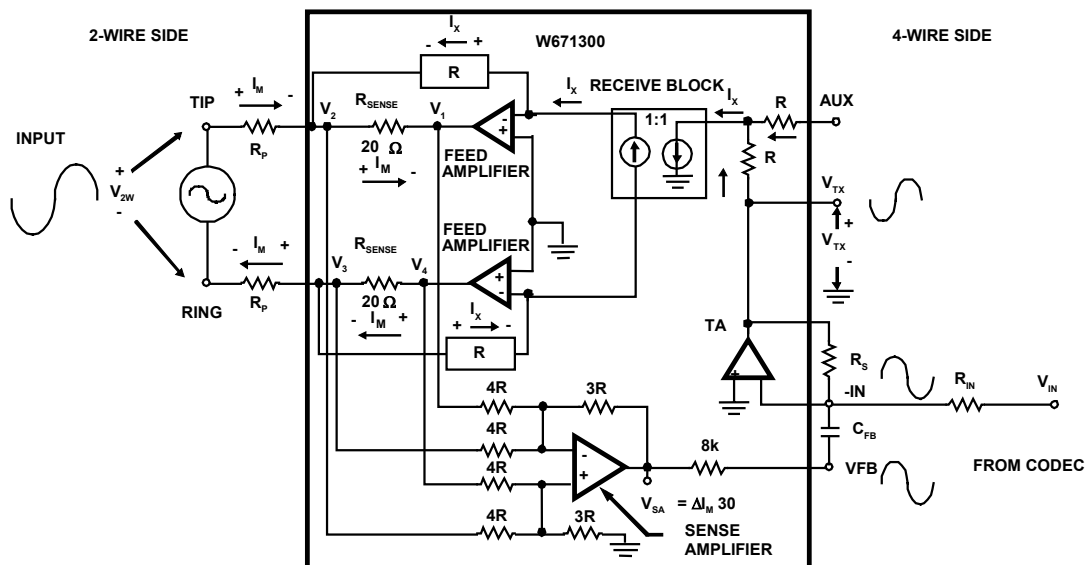 2-WIRE SIDE
W671300
4-WIRE SIDE
I_X
- +
R
+ I_M -
TIP
V_2
R_SENSE
V_1
I_X
RECEIVE BLOCK
I_X
R
AUX
1:1
- +
INPUT
R_P
20 Ω
+ I_M -
FEED
AMPLIFIER
R
+
V_2W
-
V_TX
+
V_TX
-
FEED
AMPLIFIER
- I_M +
R_SENSE
V_3
V_4
+ -
R_P
20 Ω
RING
- I_M +
I_X
+ -
R
TA
+
R_S
-IN
R_IN
V_IN
4R
3R
4R
4R
- +
8k
C_FB
VFB
FROM CODEC
V_SA = ΔI_M 30
4R
3R
SENSE
AMPLIFIER